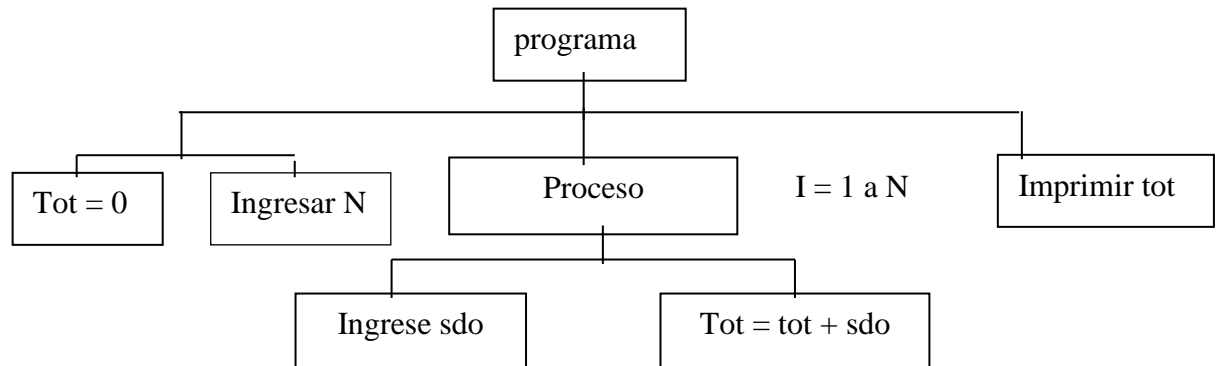 programa
Tot = 0
Ingresar N
Proceso
I = 1 a N
Imprimir tot
Ingrese sdo
Tot = tot + sdo